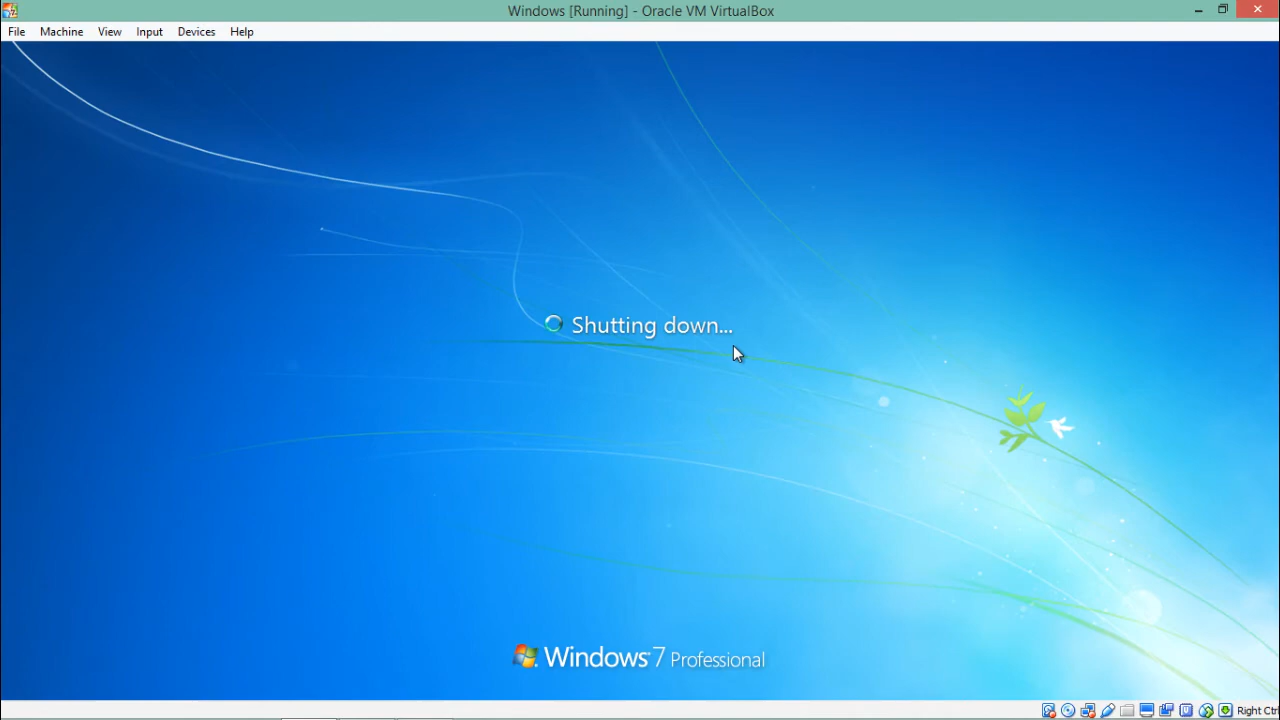 Windows [Running] - Oracle VM VirtualBox
File Machine View Input Devices Help
Shutting down...
Windows 7 Professional
Right Ctrl